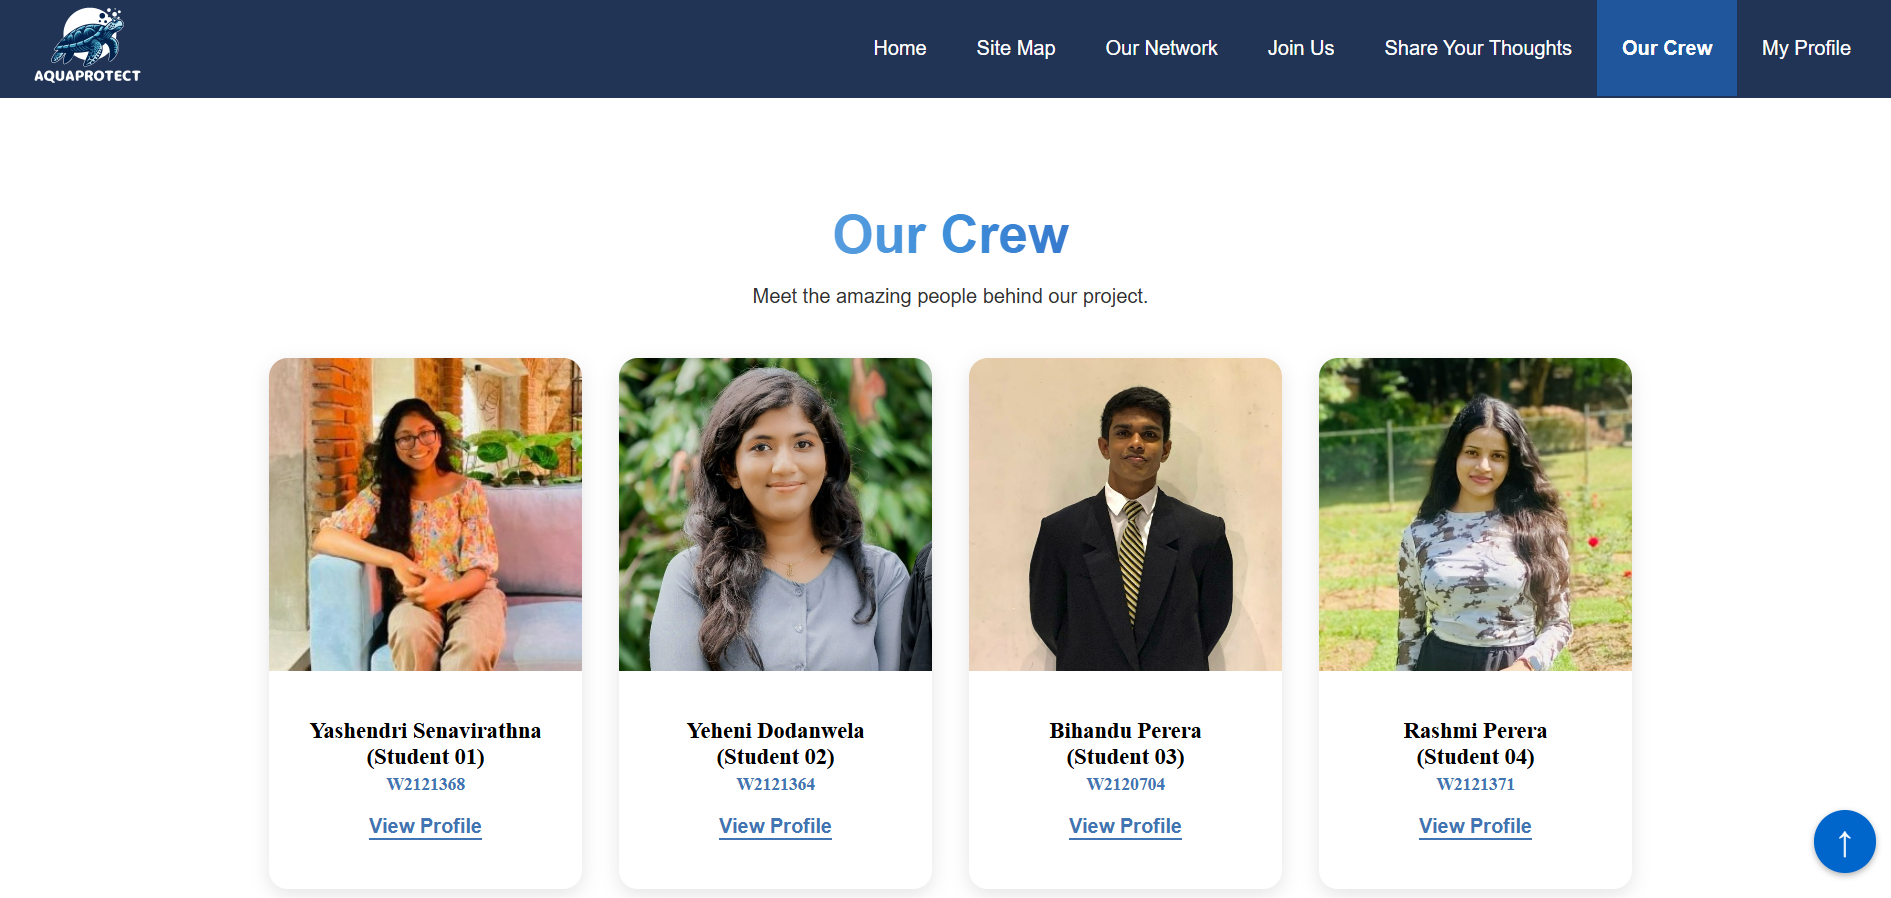 AQUAPROTECT
Home
Site Map
Our Network
Join Us
Share Your Thoughts
Our Crew
My Profile
Our Crew
Meet the amazing people behind our project.
Yashendri Senavirathna
(Student 01)
W2121368
View Profile
Yeheni Dodanwela
(Student 02)
W2121364
View Profile
Bihandu Perera
(Student 03)
W2120704
View Profile
Rashmi Perera
(Student 04)
W2121371
View Profile
↑